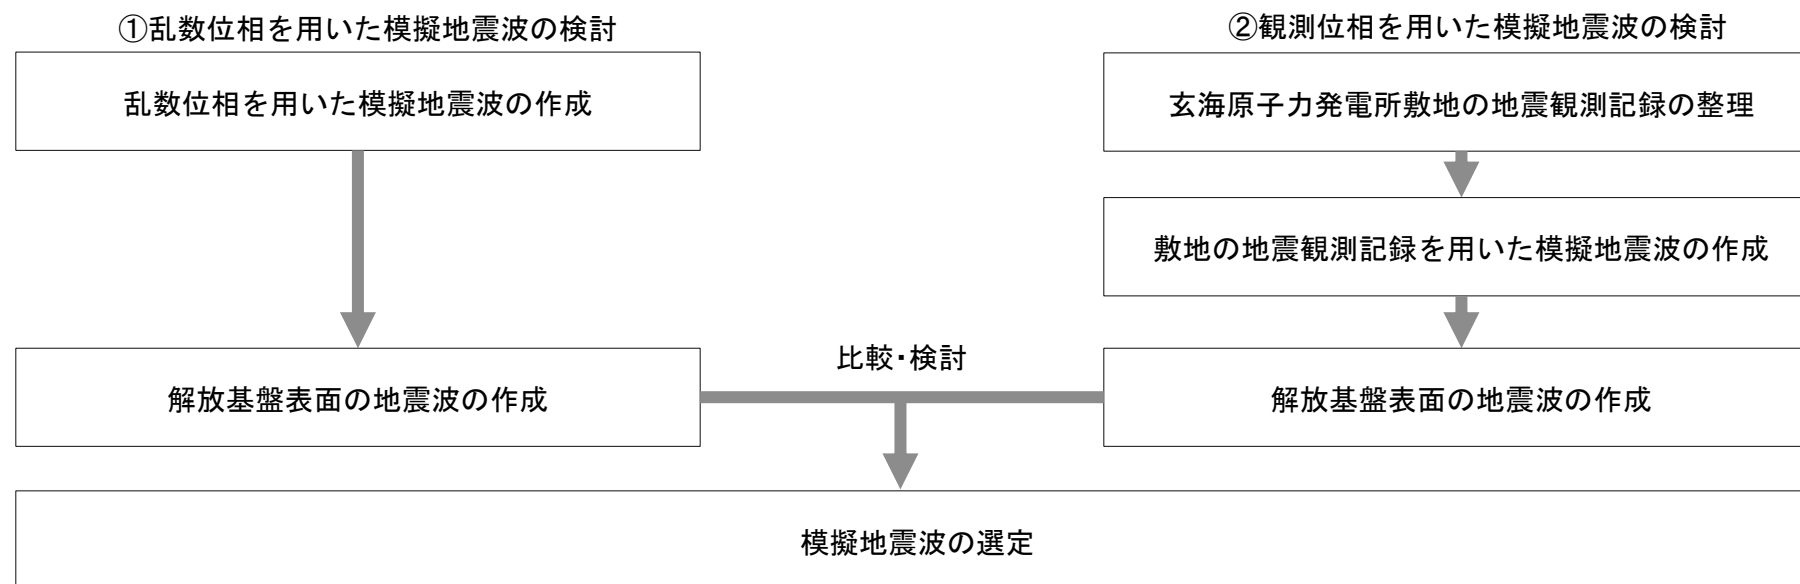 ①乱数位相を用いた模擬地震波の検討
乱数位相を用いた模擬地震波の作成
解放基盤表面の地震波の作成
②観測位相を用いた模擬地震波の検討
玄海原子力発電所敷地の地震観測記録の整理
敷地の地震観測記録を用いた模擬地震波の作成
解放基盤表面の地震波の作成
比較・検討
模擬地震波の選定